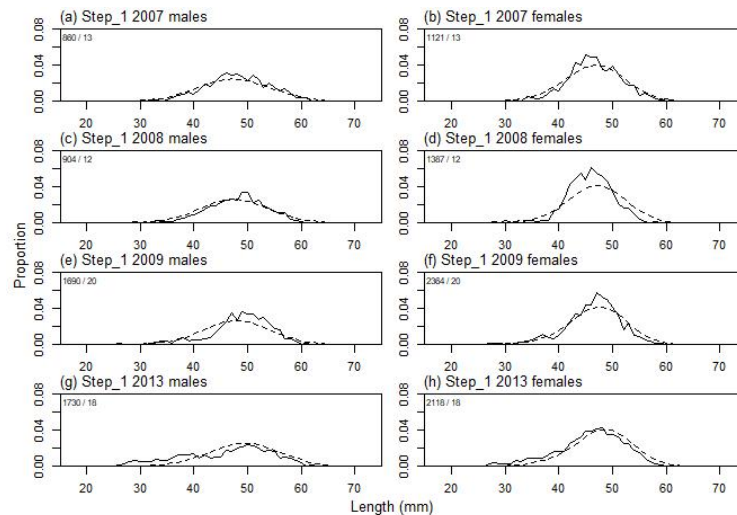 (a) Step_1 2007 males
860 / 13
0.00 0.04 0.08
20 30 40 50 60 70
(b) Step_1 2007 females
1121 / 13
0.00 0.04 0.08
20 30 40 50 60 70
(c) Step_1 2008 males
904 / 12
0.00 0.04 0.08
20 30 40 50 60 70
(d) Step_1 2008 females
1387 / 12
0.00 0.04 0.08
20 30 40 50 60 70
(e) Step_1 2009 males
1690 / 20
0.00 0.04 0.08
20 30 40 50 60 70
(f) Step_1 2009 females
2364 / 20
0.00 0.04 0.08
20 30 40 50 60 70
(g) Step_1 2013 males
1730 / 18
0.00 0.04 0.08
20 30 40 50 60 70
(h) Step_1 2013 females
2118 / 18
0.00 0.04 0.08
20 30 40 50 60 70
Proportion
Length (mm)